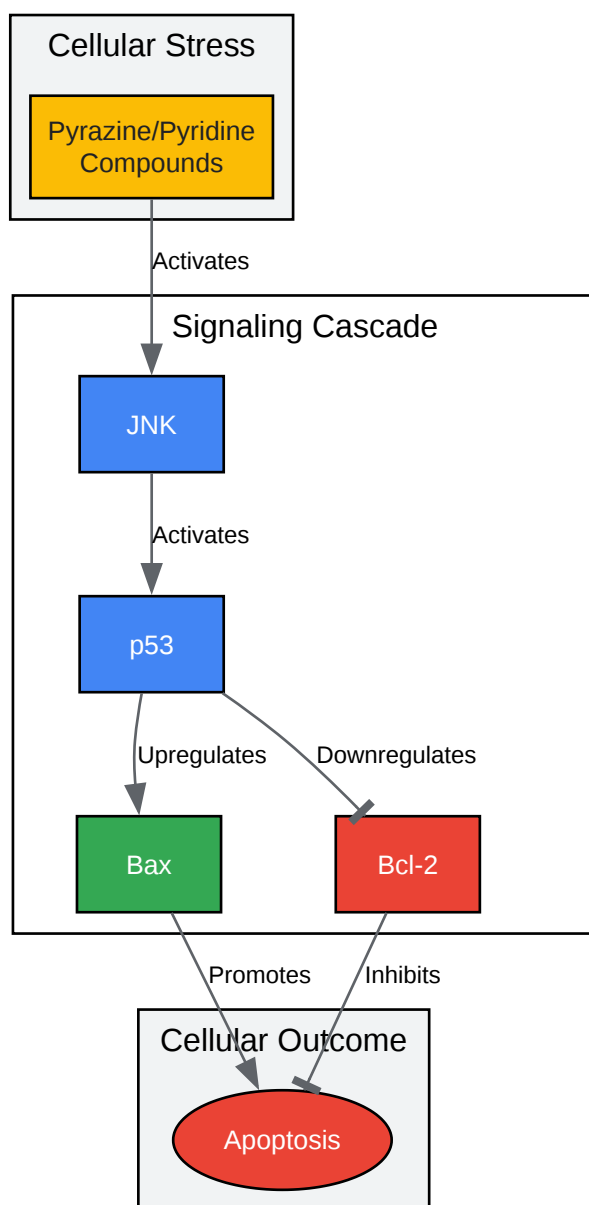 Cellular Stress
Pyrazine/Pyridine
Compounds
Activates
Signaling Cascade
JNK
Activates
p53
Upregulates
Downregulates
Bax
Bcl-2
Promotes
Inhibits
Cellular Outcome
Apoptosis